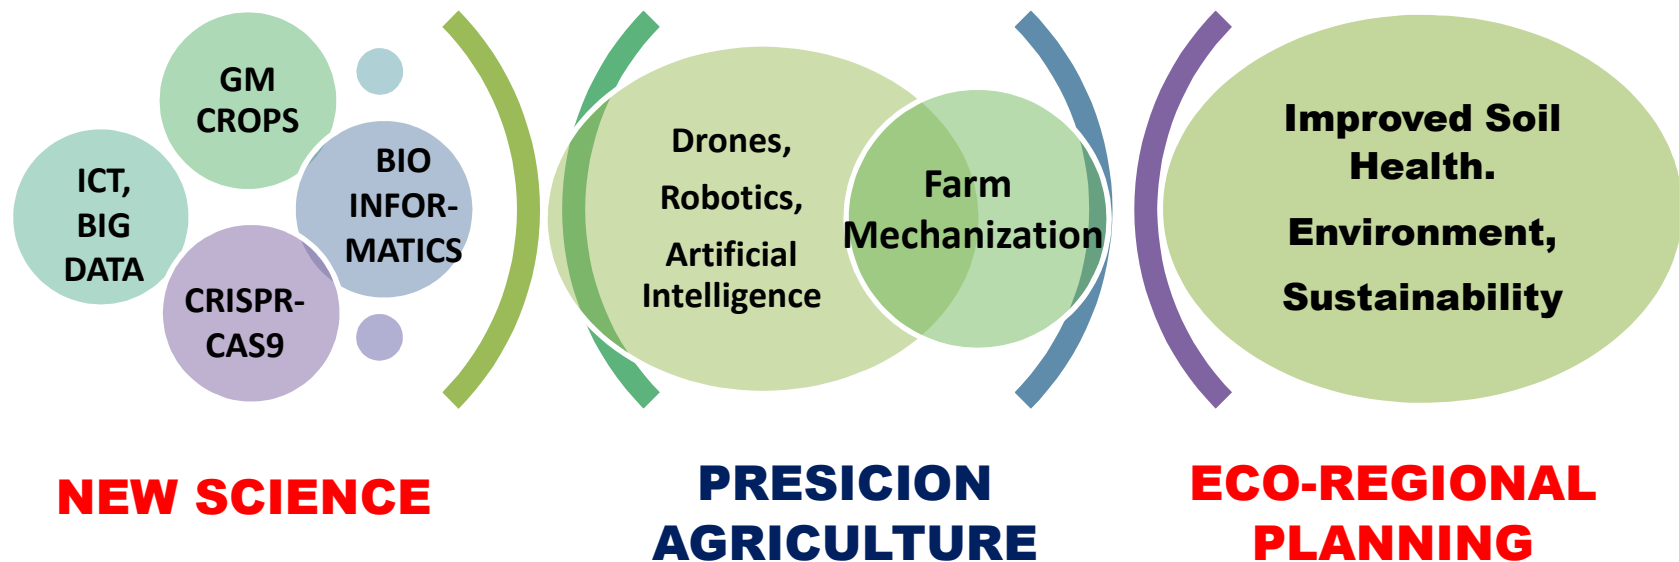 GM
CROPS
ICT,
BIG
DATA
BIO
INFOR-
MATICS
CRISPR-
CAS9
NEW SCIENCE
Drones,
Robotics,
Artificial
Intelligence
Farm
Mechanization
PRESICION
AGRICULTURE
Improved Soil
Health.
Environment,
Sustainability
ECO-REGIONAL
PLANNING